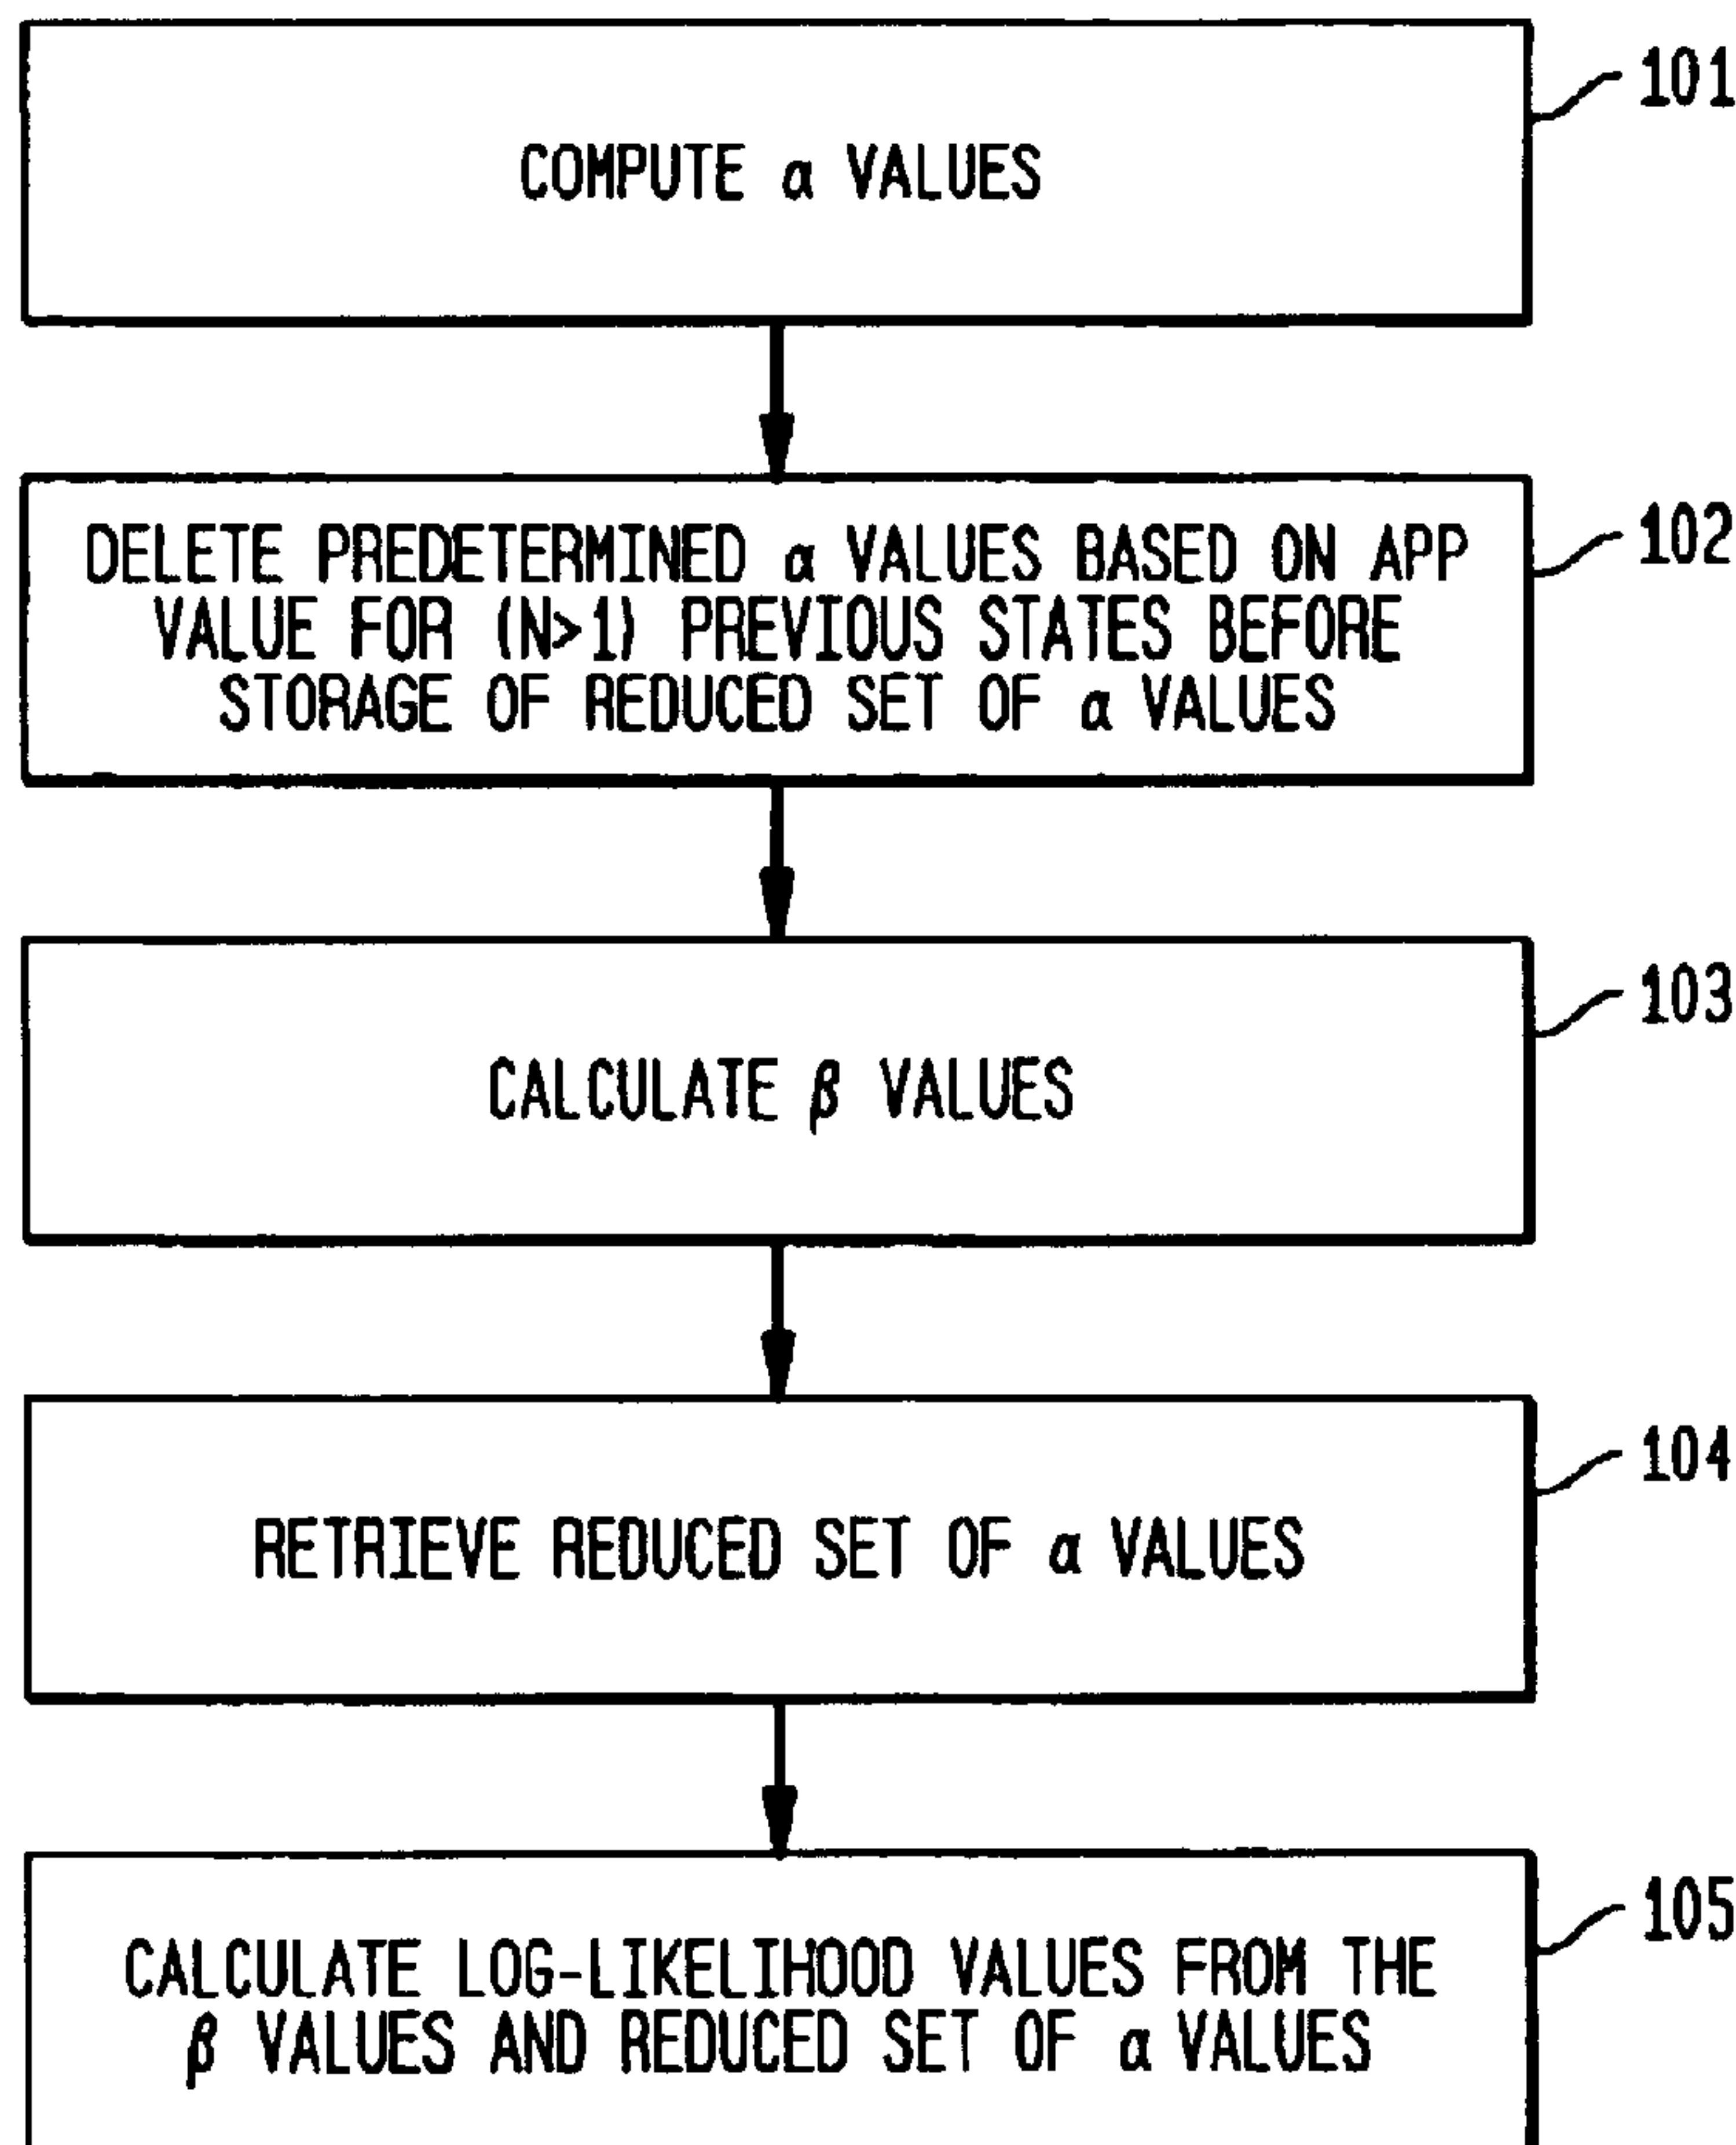 101
COMPUTE α VALUES
102
DELETE PREDETERMINED α VALUES BASED ON APP
VALUE FOR (N>1) PREVIOUS STATES BEFORE
STORAGE OF REDUCED SET OF α VALUES
103
CALCULATE β VALUES
104
RETRIEVE REDUCED SET OF α VALUES
105
CALCULATE LOG-LIKELIHOOD VALUES FROM THE
β VALUES AND REDUCED SET OF α VALUES